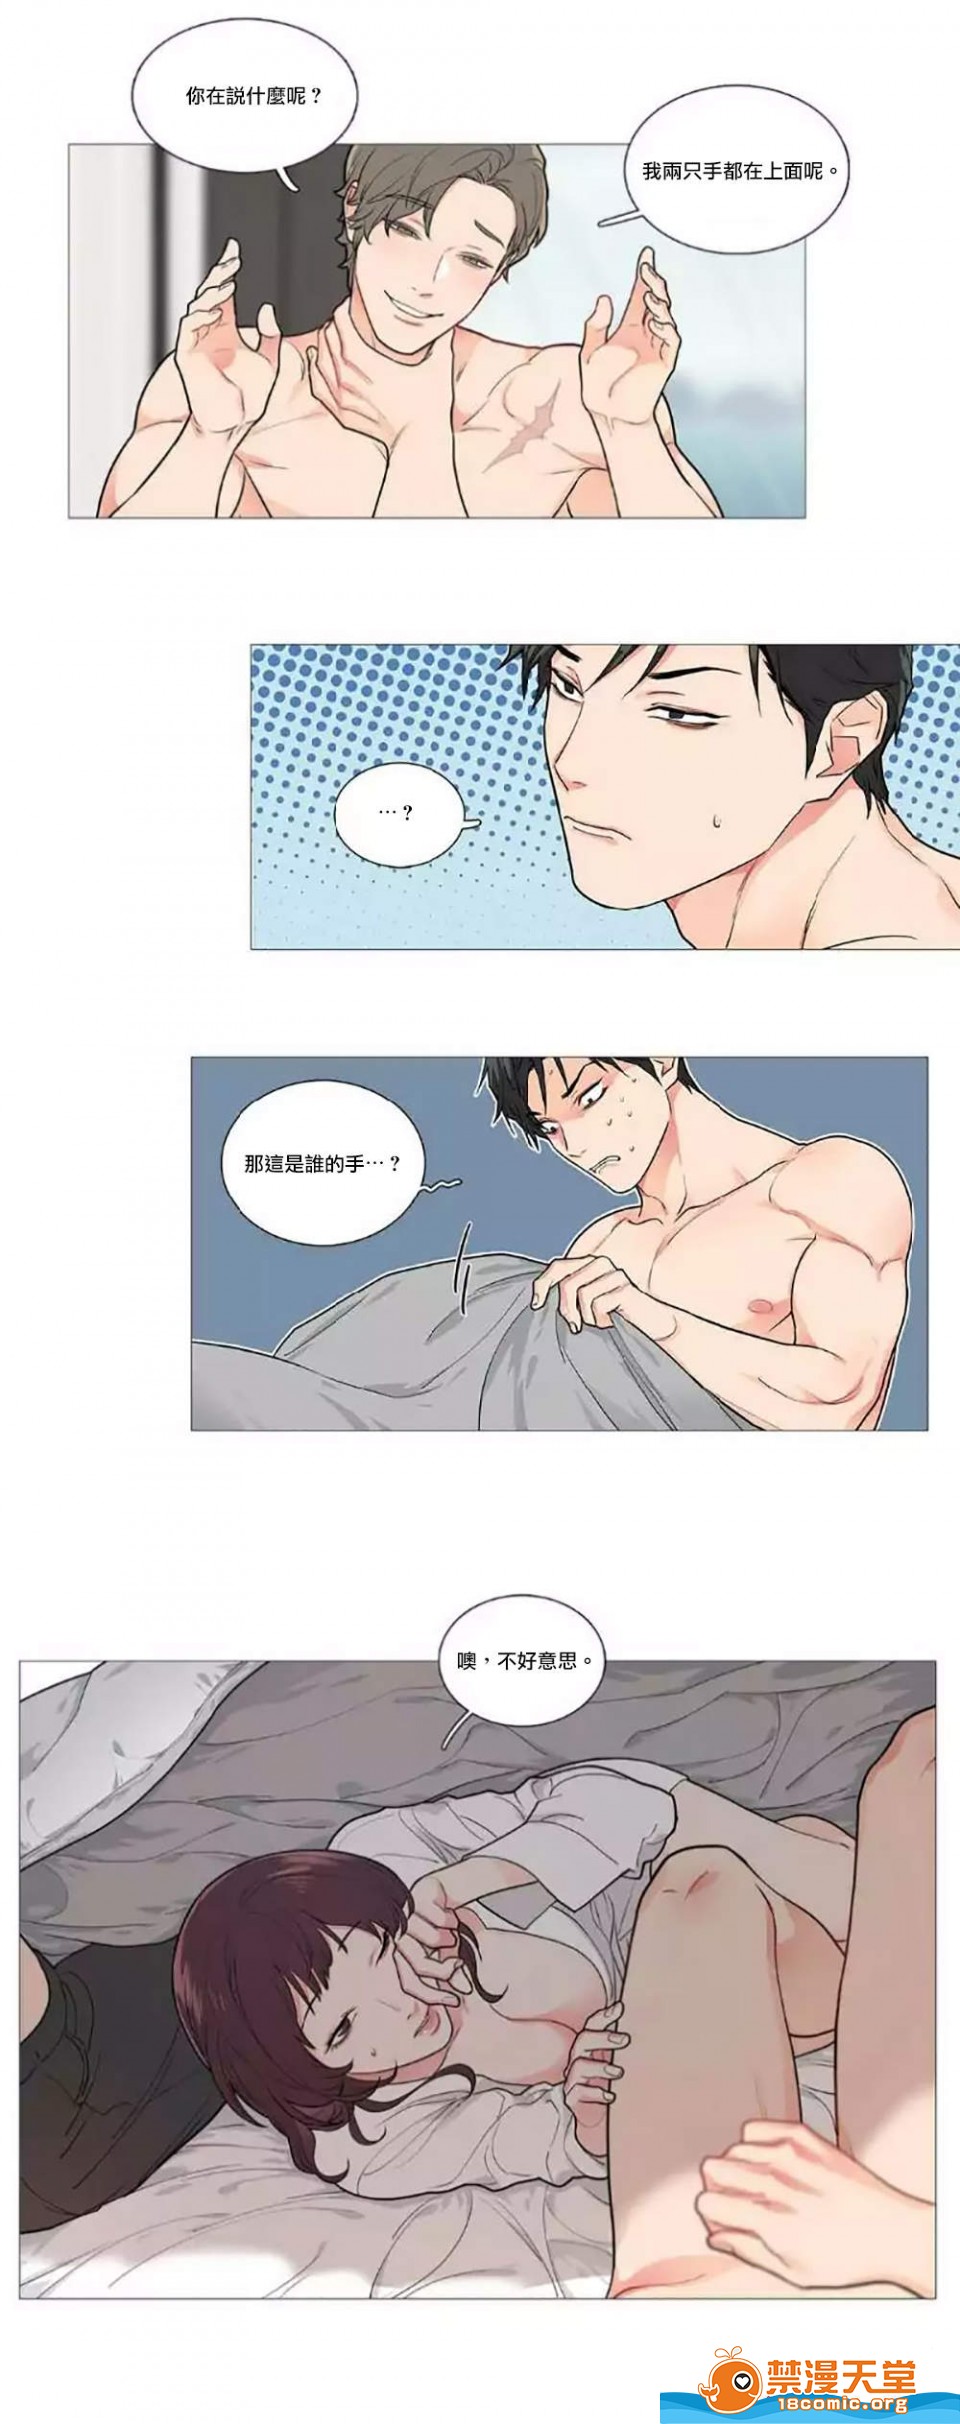 你在説什麼呢？
我兩只手都在上面呢。
…？
那這是誰的手…？
噢，不好意思。
禁漫天堂
18comic.org